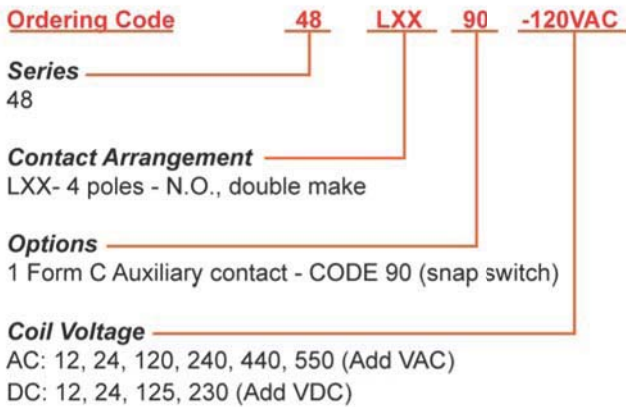 Ordering Code 48 LXX 90 -120VAC
Series
48
Contact Arrangement
LXX- 4 poles - N.O., double make
Options
1 Form C Auxiliary contact - CODE 90 (snap switch)
Coil Voltage
AC: 12, 24, 120, 240, 440, 550 (Add VAC)
DC: 12, 24, 125, 230 (Add VDC)